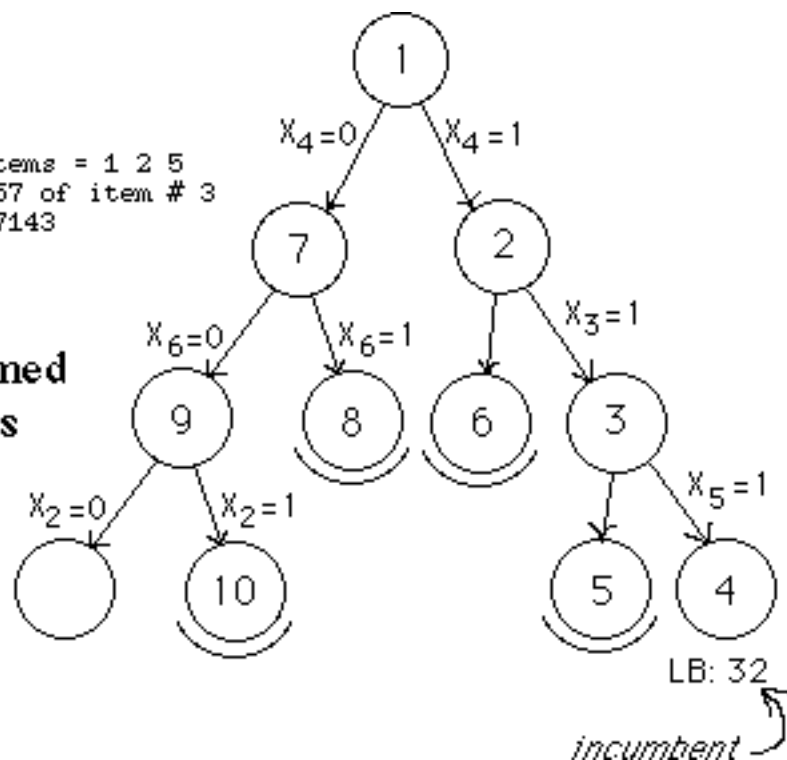 1
X4=0 X4=1
tems = 1 2 5
57 of item # 3
7143
7 2
X6=0 X6=1 X3=1
med
s
9 8 6 3
X2=0 X2=1 X5=1
10 5 4
LB: 32
incumbent